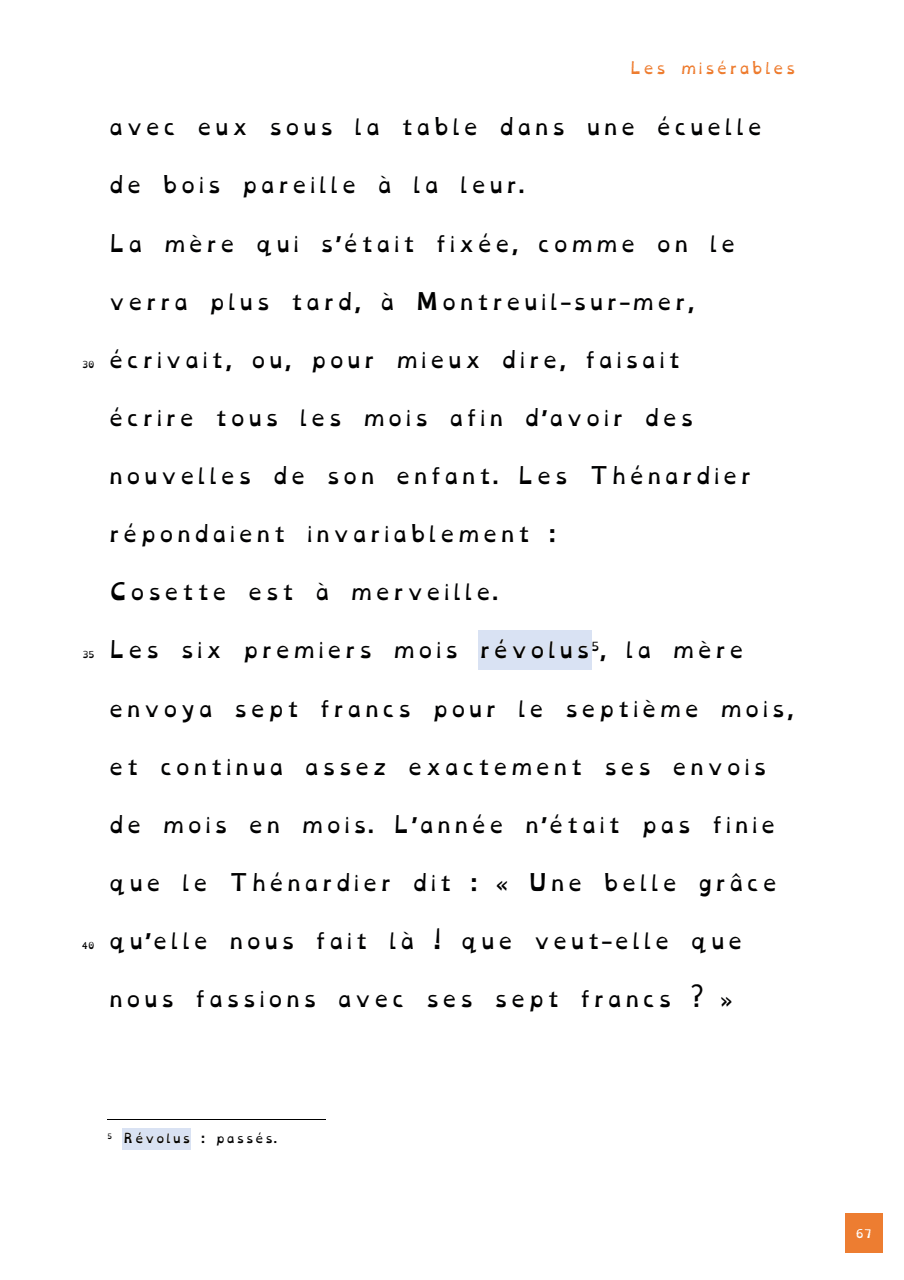 Les misérables
avec eux sous la table dans une écuelle
de bois pareille à la leur.
La mère qui s'était fixée, comme on le
verra plus tard, à Montreuil-sur-mer,
30 écrivait, ou, pour mieux dire, faisait
écrire tous les mois afin d'avoir des
nouvelles de son enfant. Les Thénardier
répondaient invariablement :
Cosette est à merveille.
35 Les six premiers mois révolus⁵, la mère
envoya sept francs pour le septième mois,
et continua assez exactement ses envois
de mois en mois. L'année n'était pas finie
que le Thénardier dit : « Une belle grâce
40 qu'elle nous fait là ! que veut-elle que
nous fassions avec ses sept francs ? »
⁵ Révolus : passés.
67